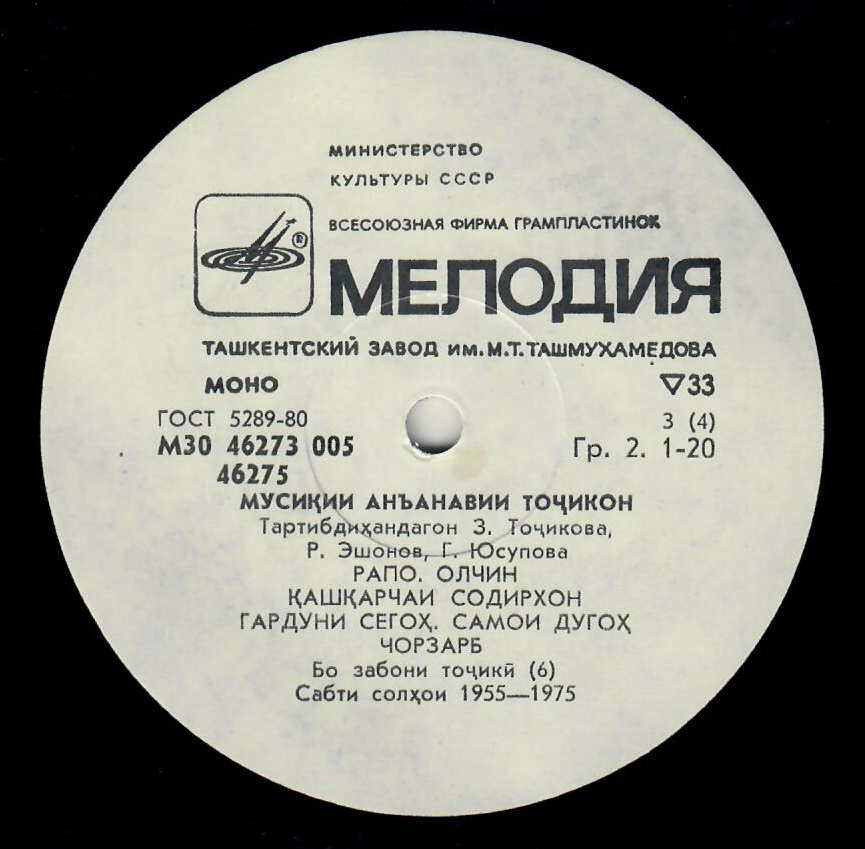 МИНИСТЕРСТВО
КУЛЬТУРЫ СССР
ВСЕСОЮЗНАЯ ФИРМА ГРАМПЛАСТИНОК
®
МЕЛОДИЯ
ТАШКЕНТСКИЙ ЗАВОД ИМ. М.Т. ТАШМУХАМЕДОВА
МОНО ▽33
ГОСТ 5289-80 3 (4)
М30 46273 005 Гр. 2. 1-20
46275
МУСИҚИИ АНЪАНАВИИ ТОҶИКОН
Тартибдиҳандагон З. Тоҷикова,
Р. Эшонов, Г. Юсупова
РАПО. ОЛЧИН
ҚАШҚАРЧАИ СОДИРХОН
ГАРДУНИ СЕГОҲ. САМОИ ДУГОҲ
ЧОРЗАРБ
Бо забони тоҷикӣ (6)
Сабти солҳои 1955—1975